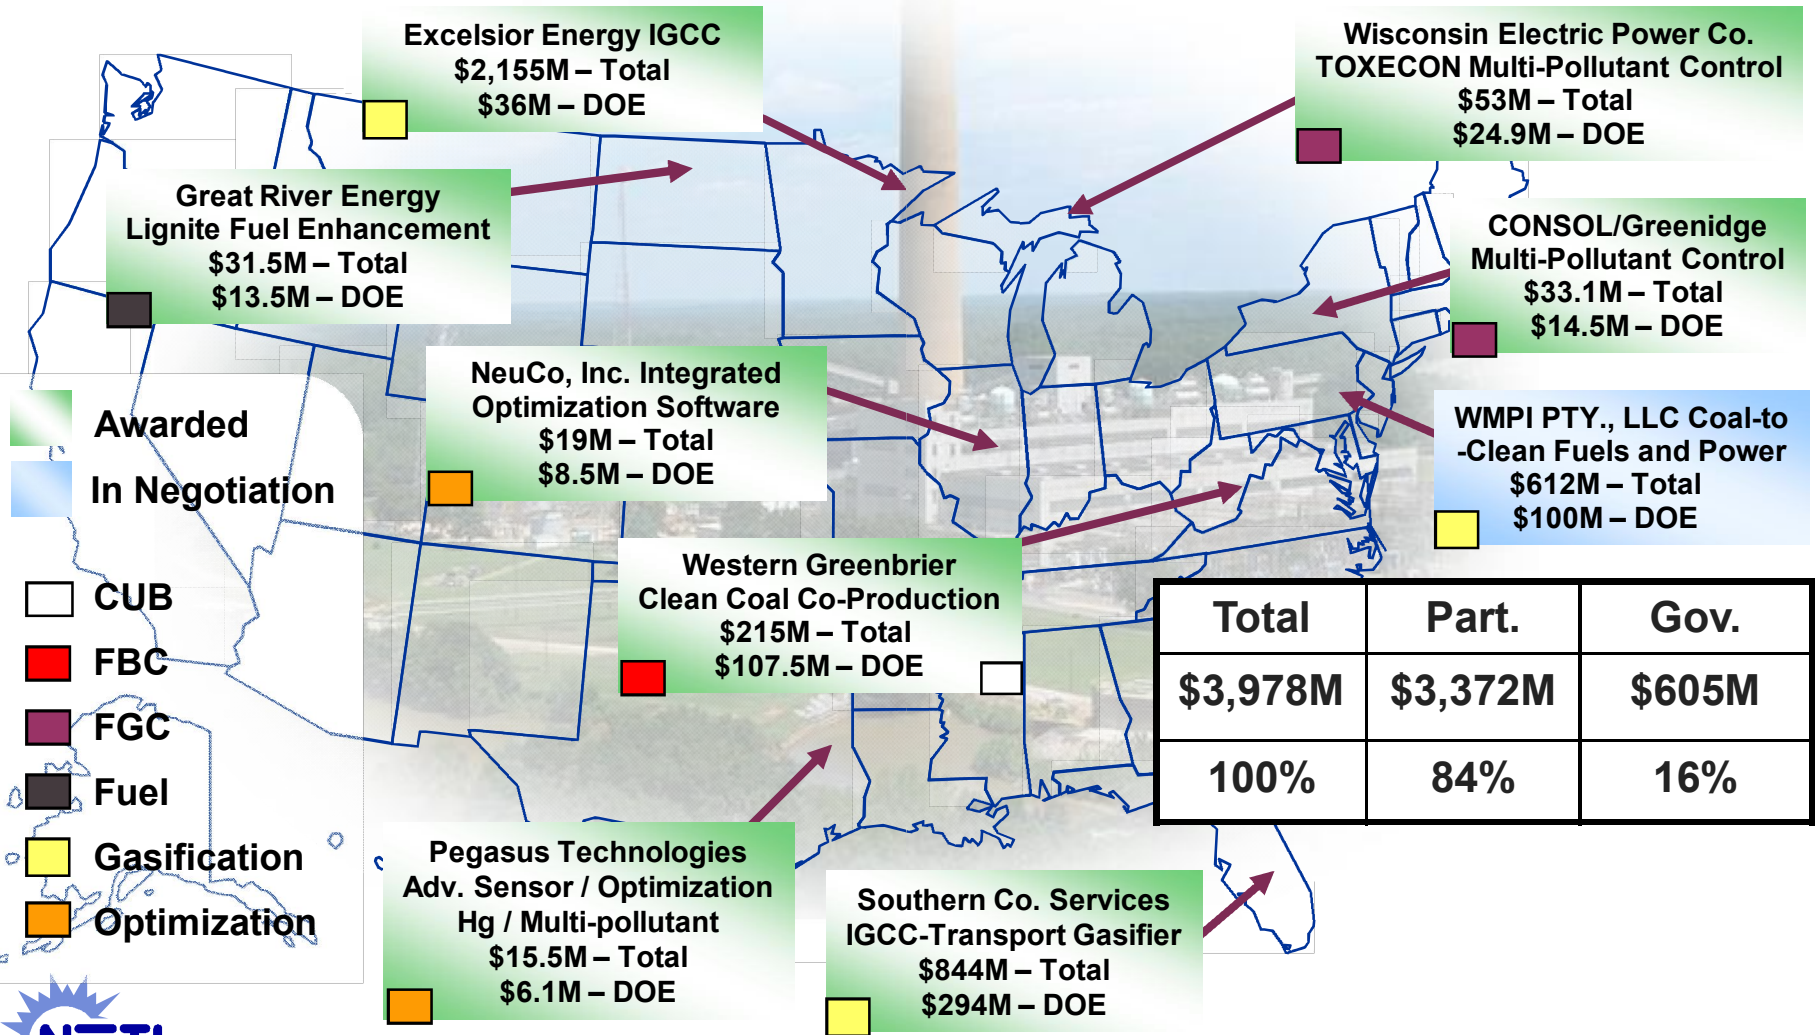 Excelsior Energy IGCC
$2,155M – Total
$36M – DOE
Wisconsin Electric Power Co.
TOXECON Multi-Pollutant Control
$53M – Total
$24.9M – DOE
Great River Energy
Lignite Fuel Enhancement
$31.5M – Total
$13.5M – DOE
CONSOL/Greenidge
Multi-Pollutant Control
$33.1M – Total
$14.5M – DOE
NeuCo, Inc. Integrated
Optimization Software
$19M – Total
$8.5M – DOE
WMPI PTY., LLC Coal-to
-Clean Fuels and Power
$612M – Total
$100M – DOE
Awarded
In Negotiation
CUB
FBC
FGC
Fuel
Gasification
Optimization
Western Greenbrier
Clean Coal Co-Production
$215M – Total
$107.5M – DOE
Total Part. Gov.
$3,978M $3,372M $605M
100% 84% 16%
Pegasus Technologies
Adv. Sensor / Optimization
Hg / Multi-pollutant
$15.5M – Total
$6.1M – DOE
Southern Co. Services
IGCC-Transport Gasifier
$844M – Total
$294M – DOE
NETL